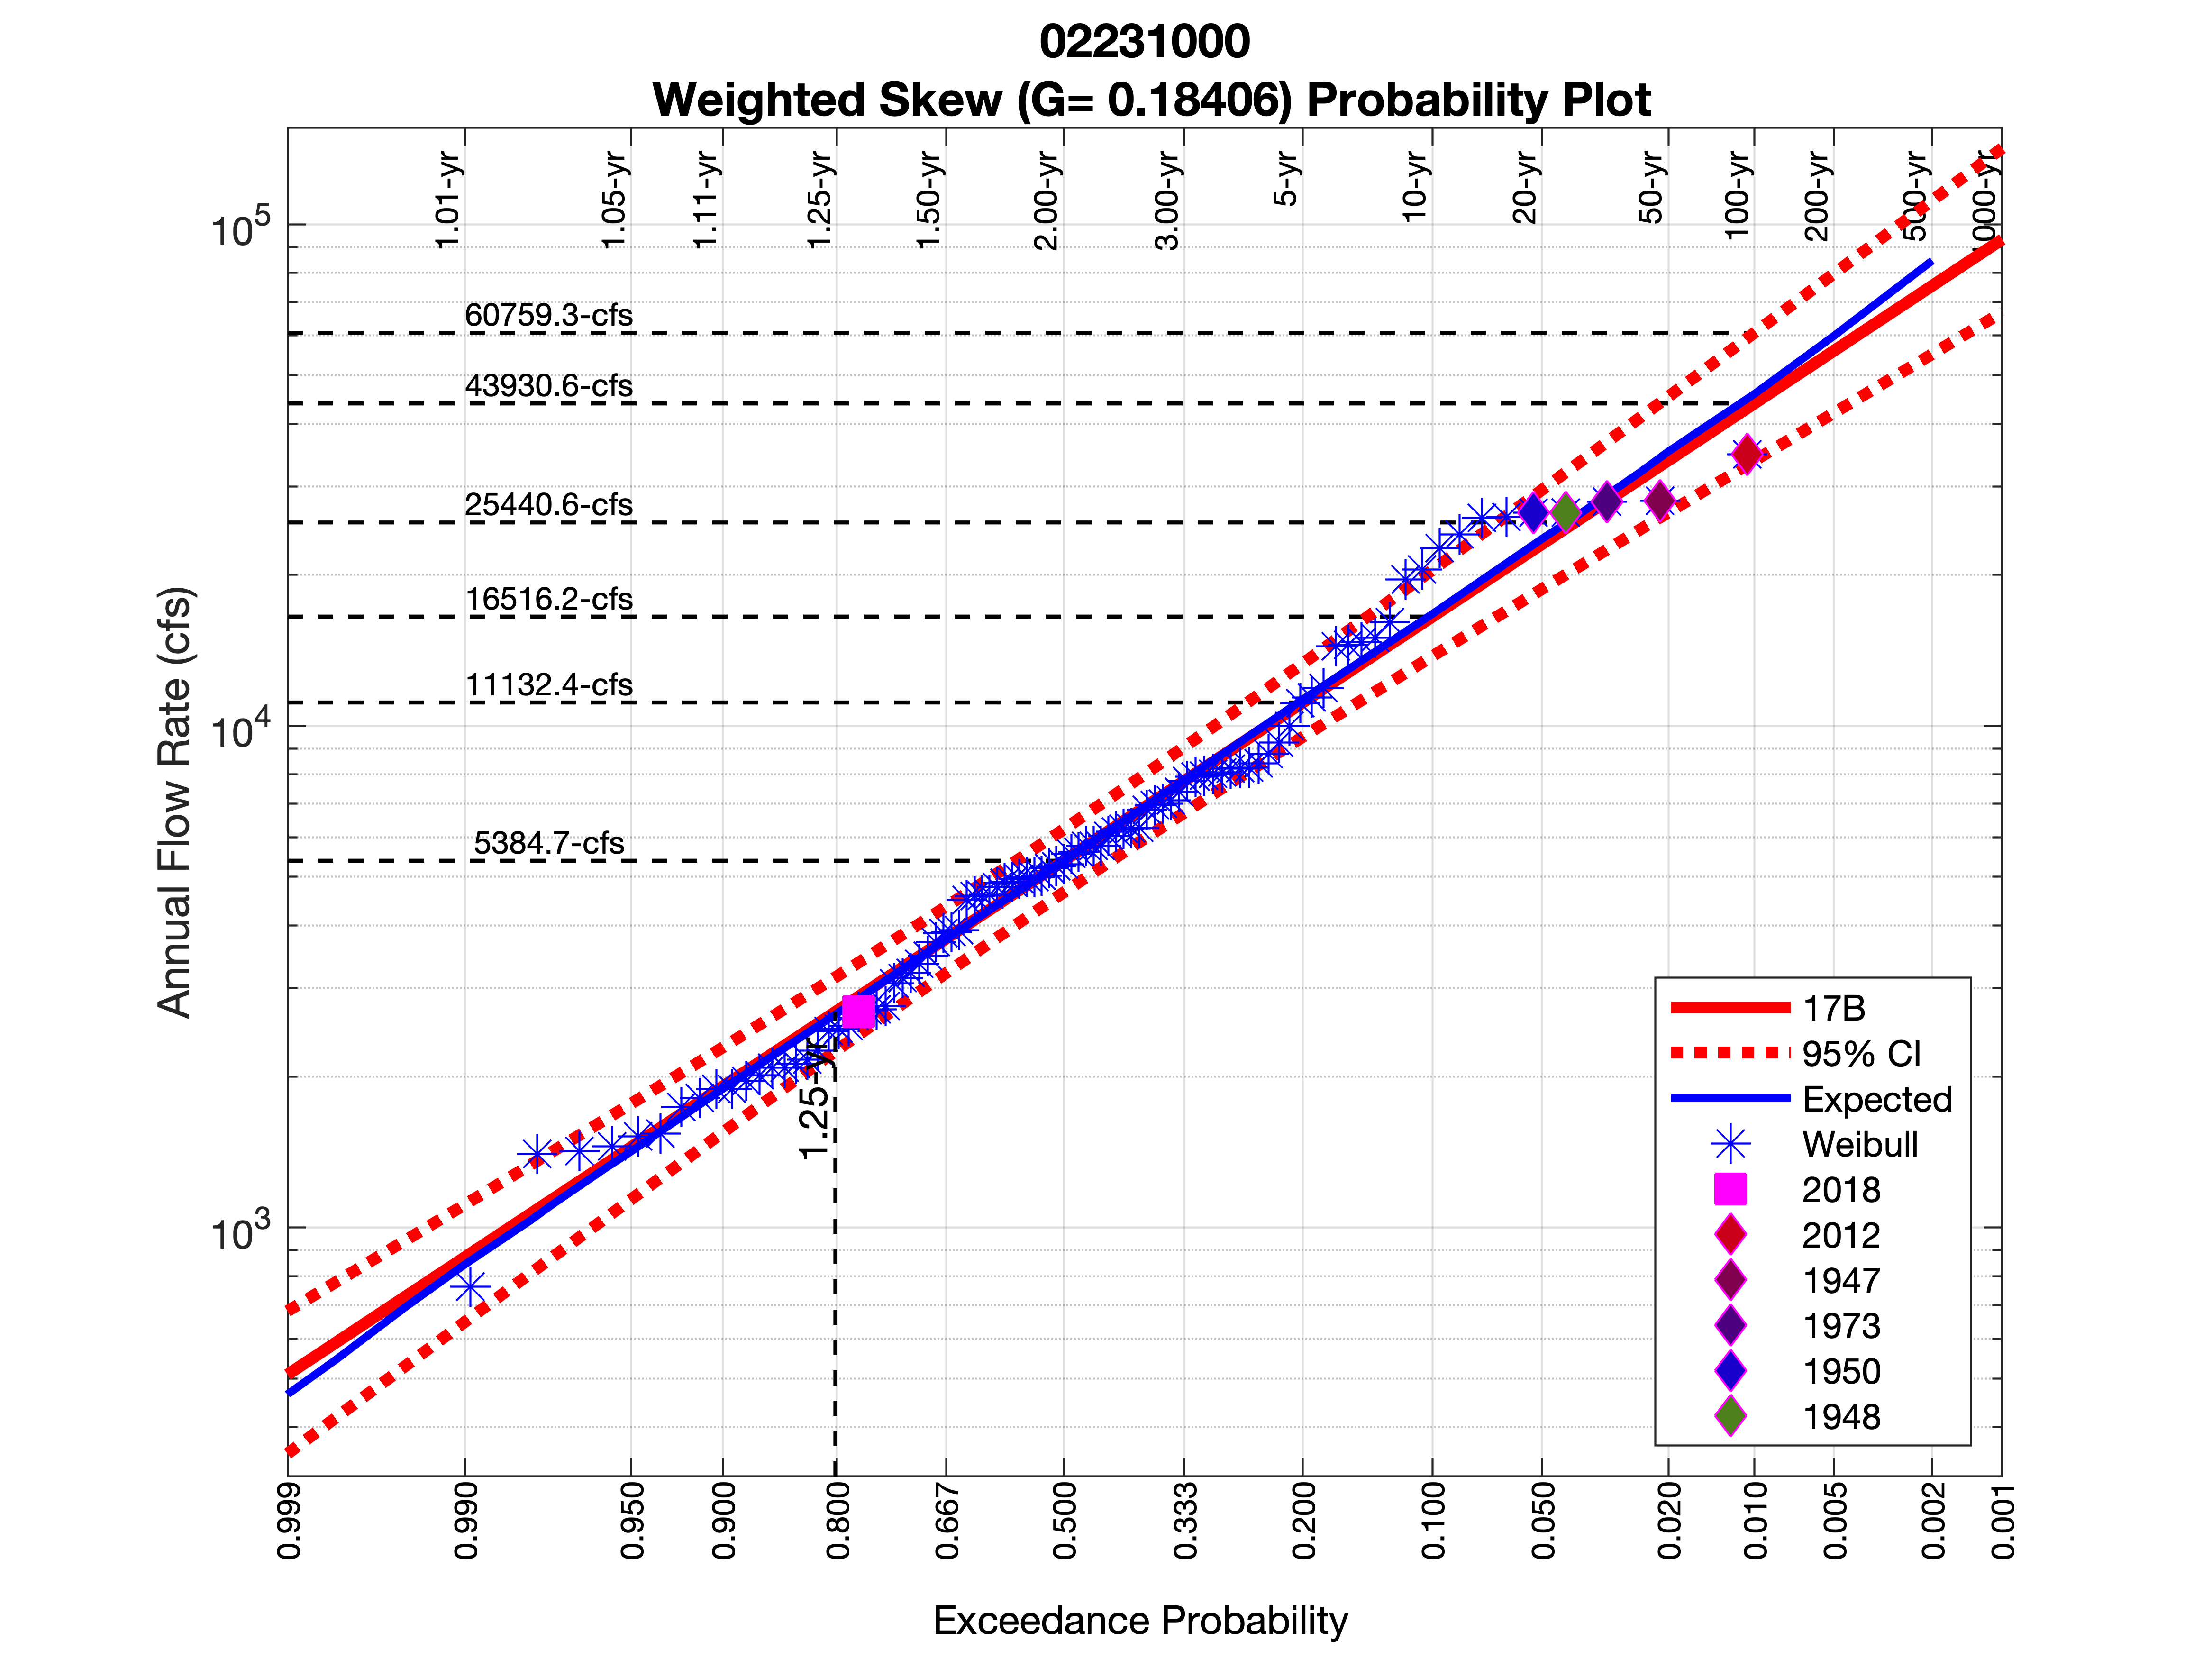 02231000
Weighted Skew (G= 0.18406) Probability Plot
1.01-yr
1.05-yr
1.11-yr
1.25-yr
1.50-yr
2.00-yr
3.00-yr
5-yr
10-yr
20-yr
50-yr
100-yr
200-yr
500-yr
1000-yr
10^5
10^4
10^3
Annual Flow Rate (cfs)
60759.3-cfs
43930.6-cfs
25440.6-cfs
16516.2-cfs
11132.4-cfs
5384.7-cfs
1.25-yr
17B
95% CI
Expected
Weibull
2018
2012
1947
1973
1950
1948
0.999
0.990
0.950
0.900
0.800
0.667
0.500
0.333
0.200
0.100
0.050
0.020
0.010
0.005
0.002
0.001
Exceedance Probability